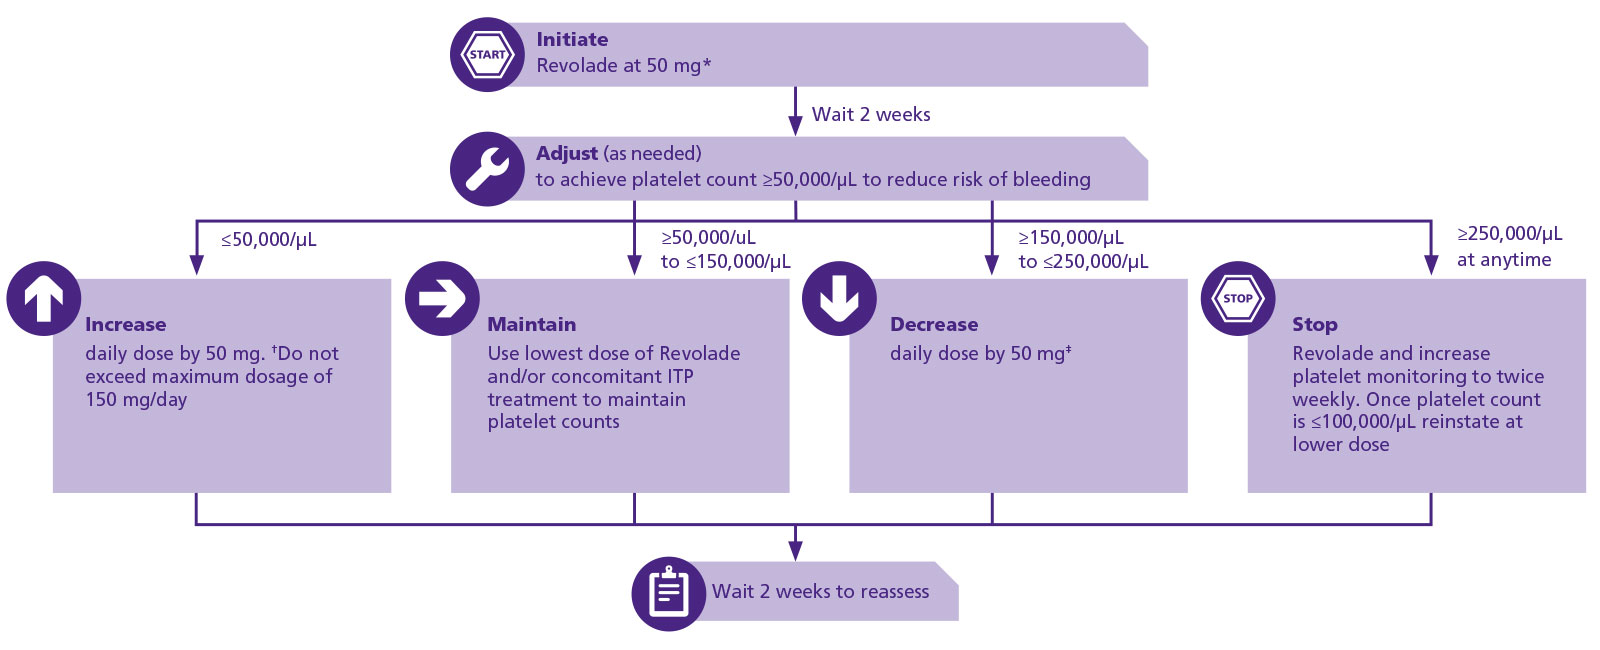 START
Initiate
Revolade at 50 mg*
Wait 2 weeks
Adjust (as needed)
to achieve platelet count ≥50,000/µL to reduce risk of bleeding
≤50,000/µL
≥50,000/uL
to ≤150,000/µL
≥150,000/µL
to ≤250,000/µL
≥250,000/µL
at anytime
Increase
daily dose by 50 mg. †Do not
exceed maximum dosage of
150 mg/day
Maintain
Use lowest dose of Revolade
and/or concomitant ITP
treatment to maintain
platelet counts
Decrease
daily dose by 50 mg‡
STOP
Stop
Revolade and increase
platelet monitoring to twice
weekly. Once platelet count
is ≤100,000/µL reinstate at
lower dose
Wait 2 weeks to reassess